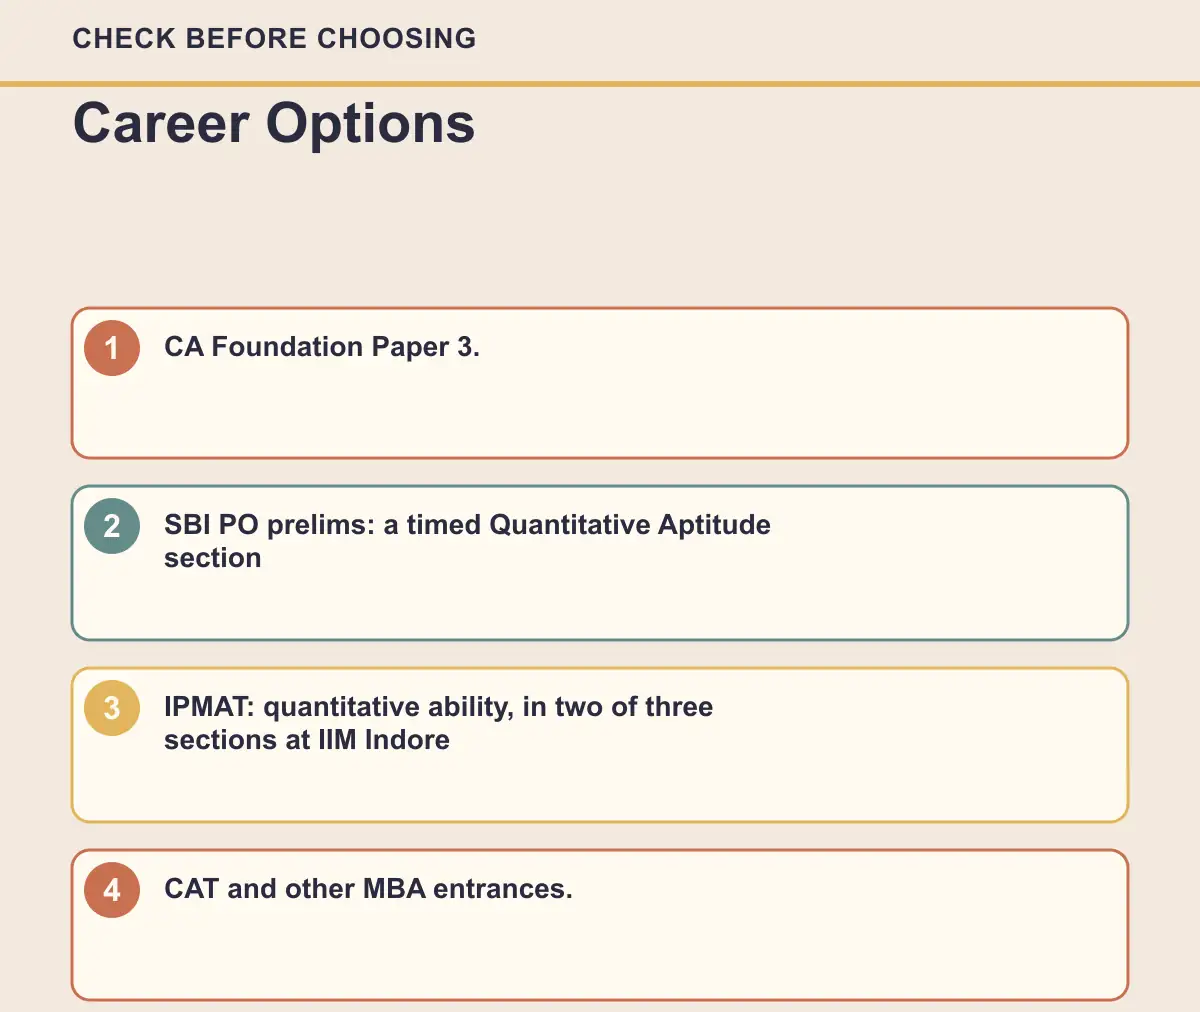 CHECK BEFORE CHOOSING
Career Options
1 CA Foundation Paper 3.
2 SBI PO prelims: a timed Quantitative Aptitude
section
3 IPMAT: quantitative ability, in two of three
sections at IIM Indore
4 CAT and other MBA entrances.